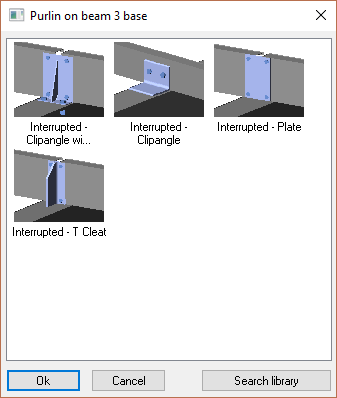 Purlin on beam 3 base
Interrupted -
Clipangle wi...
Interrupted -
Clipangle
Interrupted - Plate
Interrupted - T Cleat
Ok
Cancel
Search library